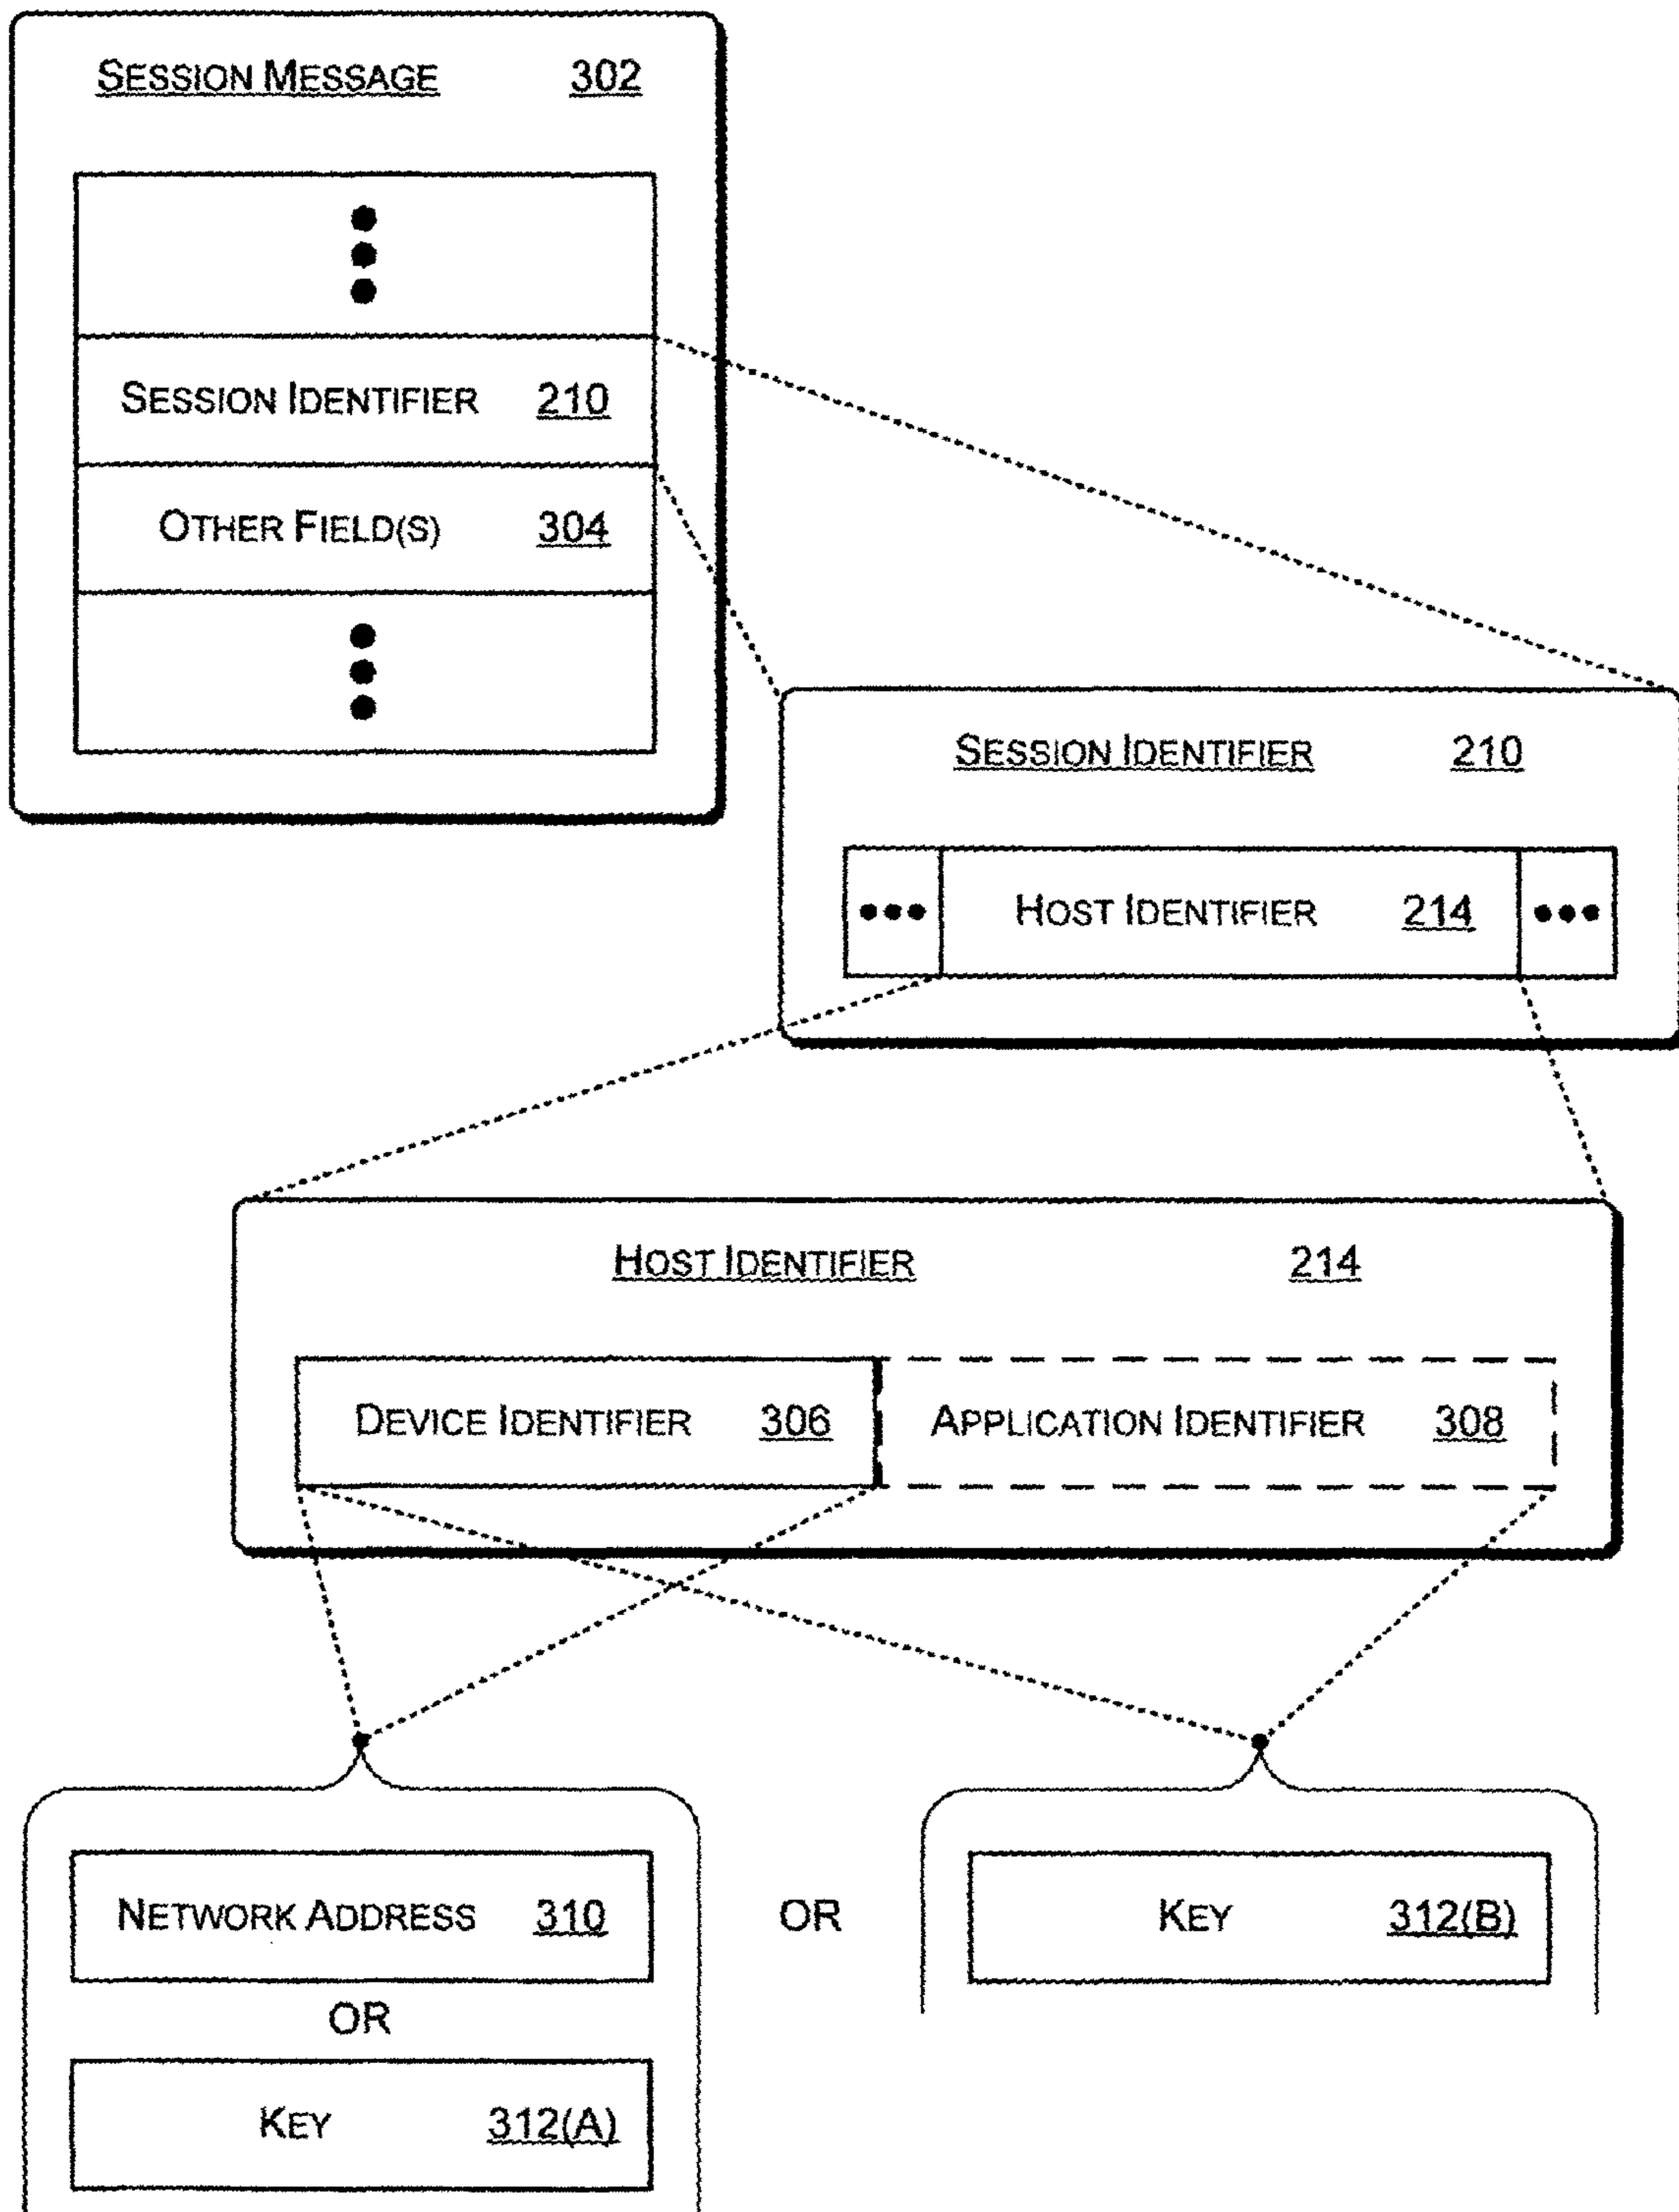 SESSION MESSAGE 302
SESSION IDENTIFIER 210
OTHER FIELD(S) 304
SESSION IDENTIFIER 210
HOST IDENTIFIER 214
HOST IDENTIFIER 214
DEVICE IDENTIFIER 306 APPLICATION IDENTIFIER 308
NETWORK ADDRESS 310 OR KEY 312(B)
OR
KEY 312(A)